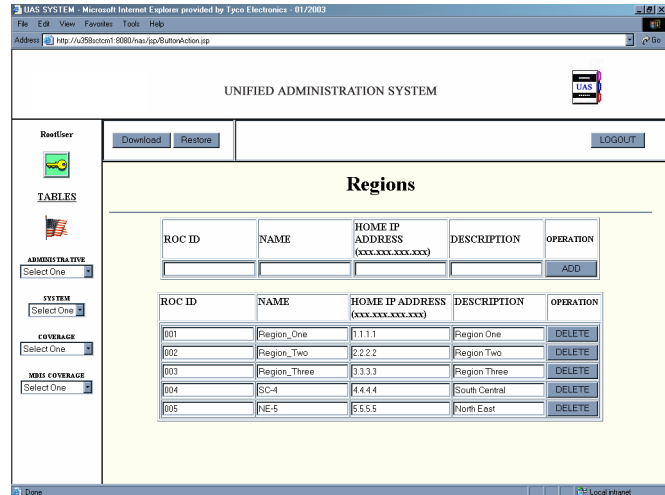 UAS SYSTEM - Microsoft Internet Explorer provided by Tyco Electronics - 01/2003
File Edit View Favorites Tools Help
Address http://u358sctcm1:8080/nas/jsp/ButtonAction.jsp Go
UNIFIED ADMINISTRATION SYSTEM
UAS
RootUser
Download Restore LOGOUT
TABLES
ADMINISTRATIVE
Select One
SYSTEM
Select One
COVERAGE
Select One
MDIS COVERAGE
Select One
Regions
ROC ID NAME HOME IP ADDRESS (xxx.xxx.xxx.xxx) DESCRIPTION OPERATION
ADD
ROC ID NAME HOME IP ADDRESS (xxx.xxx.xxx.xxx) DESCRIPTION OPERATION
001 Region_One 1.1.1.1 Region One DELETE
002 Region_Two 2.2.2.2 Region Two DELETE
003 Region_Three 3.3.3.3 Region Three DELETE
004 SC-4 4.4.4.4 South Central DELETE
005 NE-5 5.5.5.5 North East DELETE
Done Local intranet